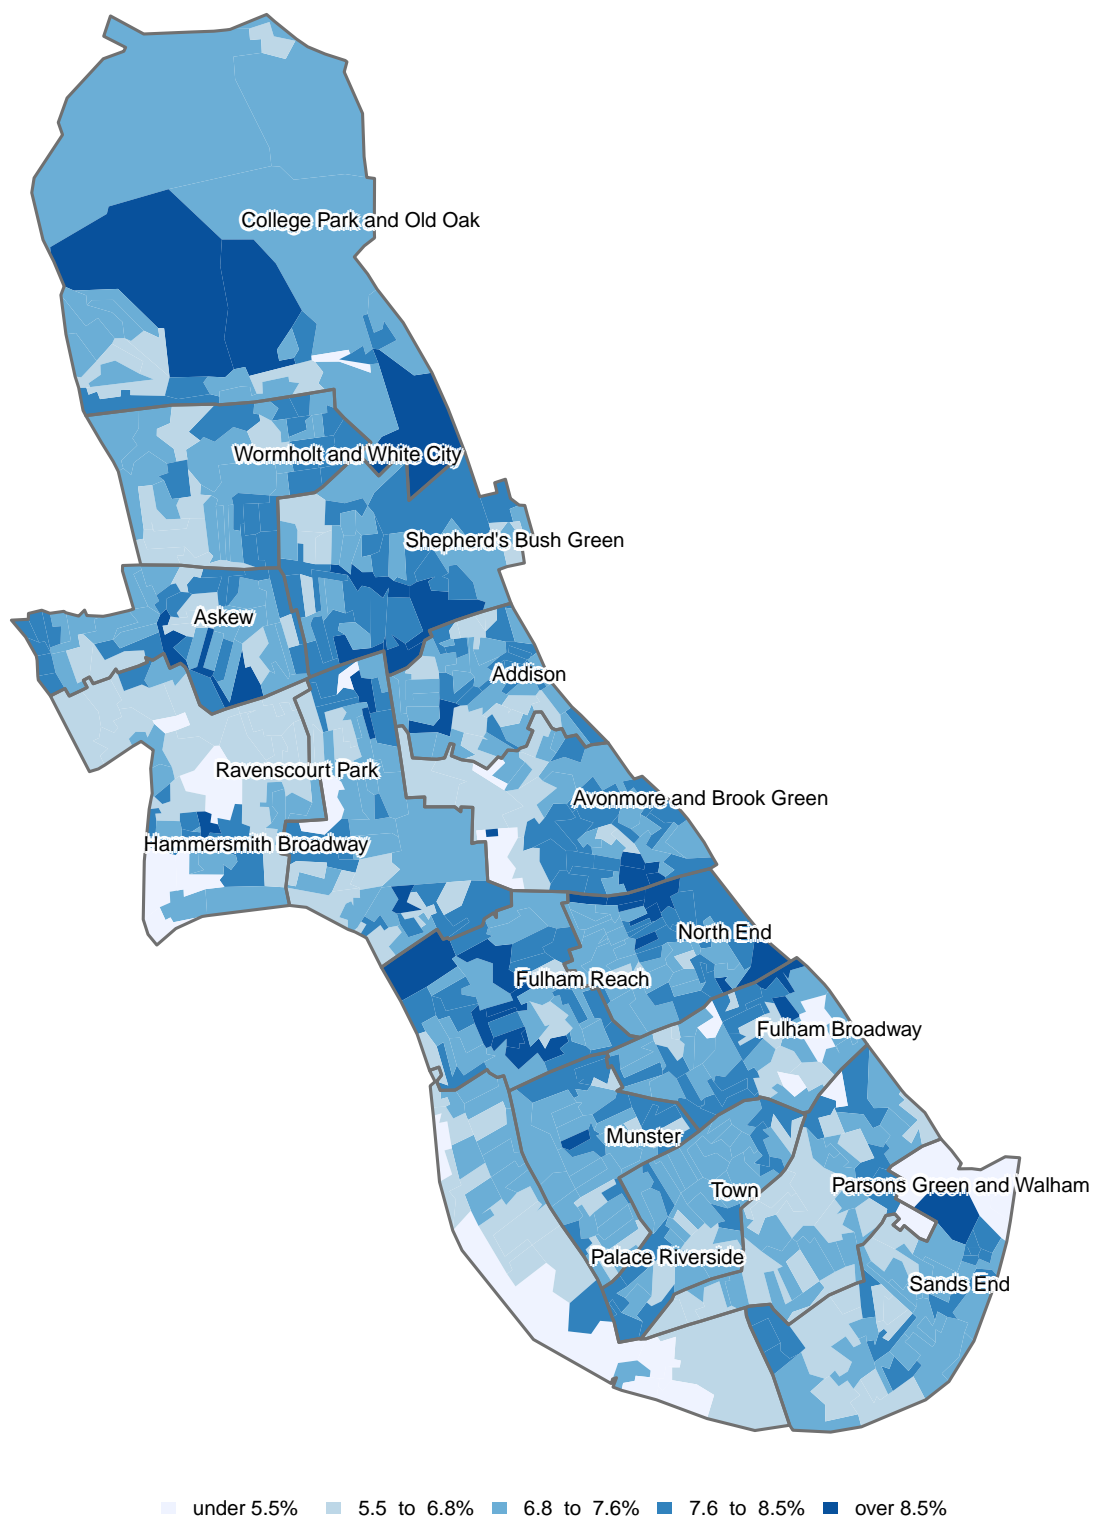 College Park and Old Oak
Wormholt and White City
Shepherd's Bush Green
Askew
Addison
Ravenscourt Park
Avonmore and Brook Green
Hammersmith Broadway
North End
Fulham Reach
Fulham Broadway
Munster
Town
Parsons Green and Walham
Palace Riverside
Sands End
under 5.5% 5.5 to 6.8% 6.8 to 7.6% 7.6 to 8.5% over 8.5%